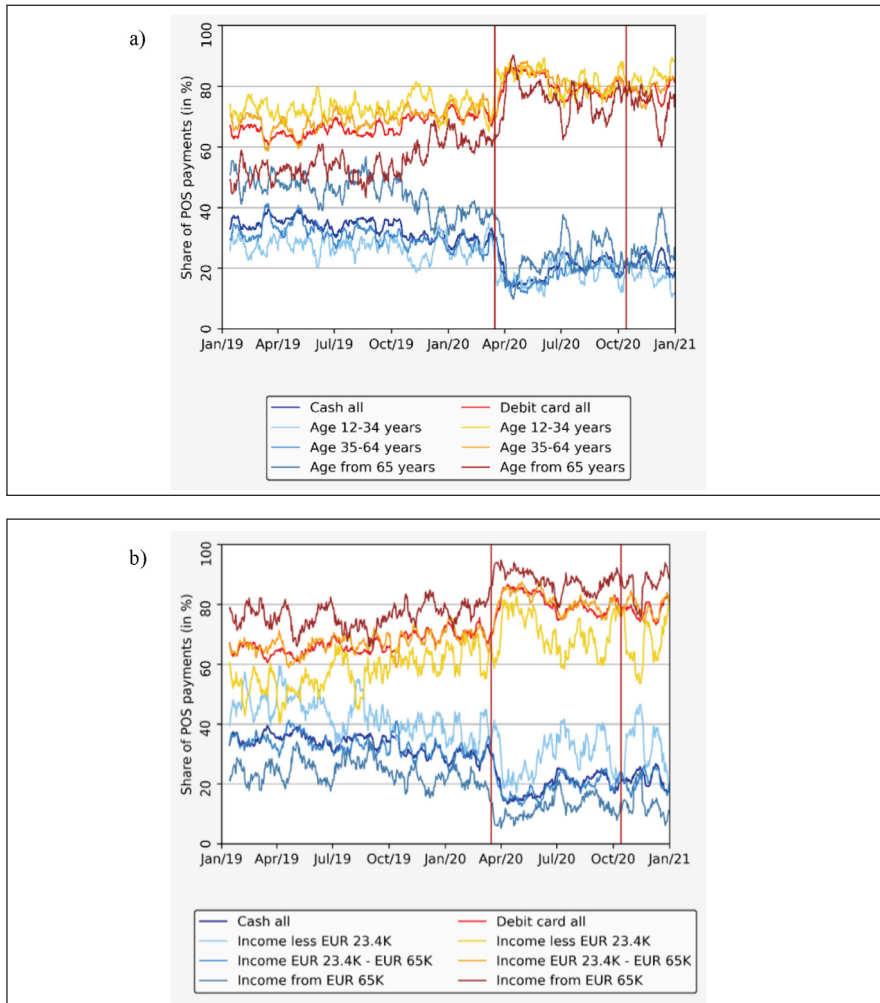 a)
100
80
60
40
20
0
Share of POS payments (in %)
Jan/19 Apr/19 Jul/19 Oct/19 Jan/20 Apr/20 Jul/20 Oct/20 Jan/21
Cash all Debit card all
Age 12-34 years Age 12-34 years
Age 35-64 years Age 35-64 years
Age from 65 years Age from 65 years
b)
100
80
60
40
20
0
Share of POS payments (in %)
Jan/19 Apr/19 Jul/19 Oct/19 Jan/20 Apr/20 Jul/20 Oct/20 Jan/21
Cash all Debit card all
Income less EUR 23.4K Income less EUR 23.4K
Income EUR 23.4K - EUR 65K Income EUR 23.4K - EUR 65K
Income from EUR 65K Income from EUR 65K